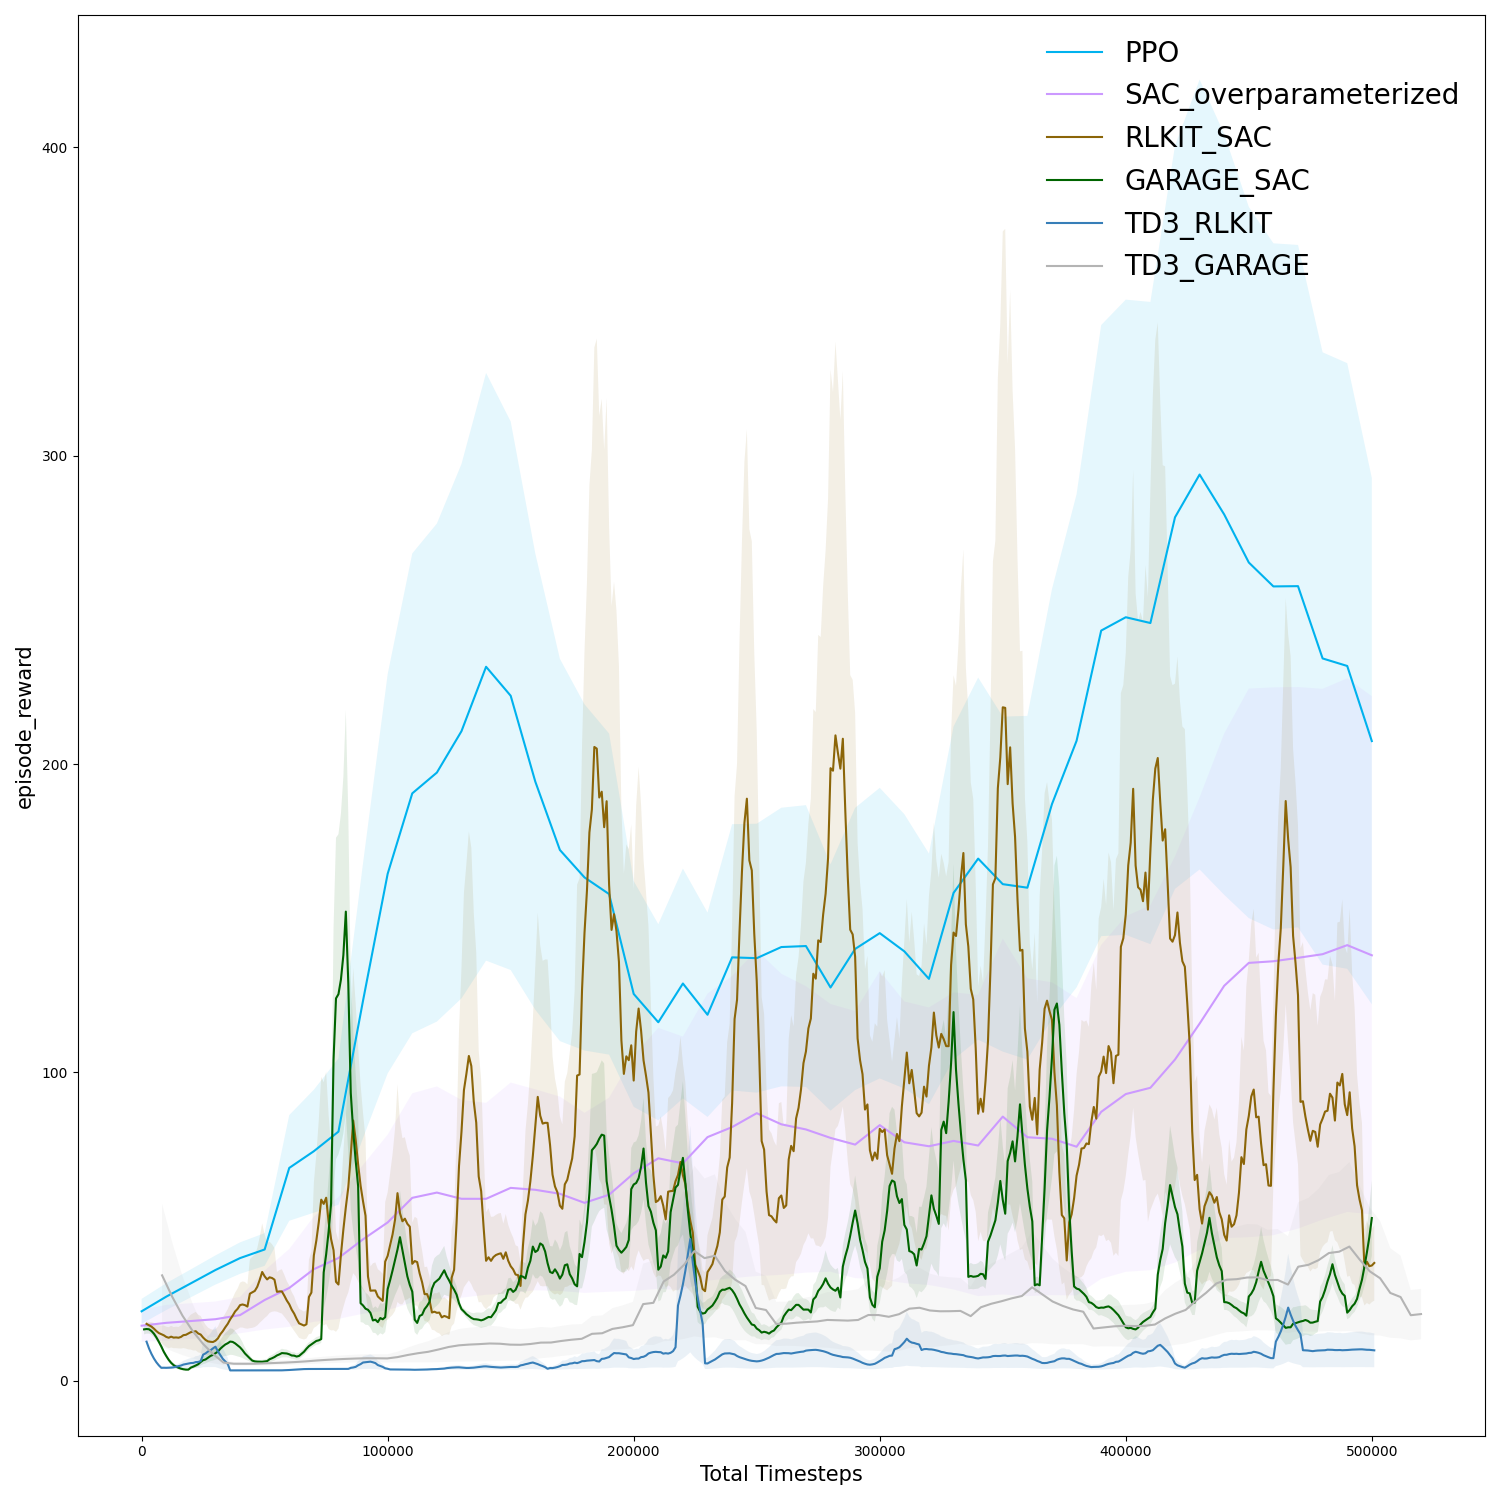 PPO
SAC_overparameterized
RLKIT_SAC
GARAGE_SAC
TD3_RLKIT
TD3_GARAGE
400
300
200
100
0
episode_reward
0 100000 200000 300000 400000 500000
Total Timesteps